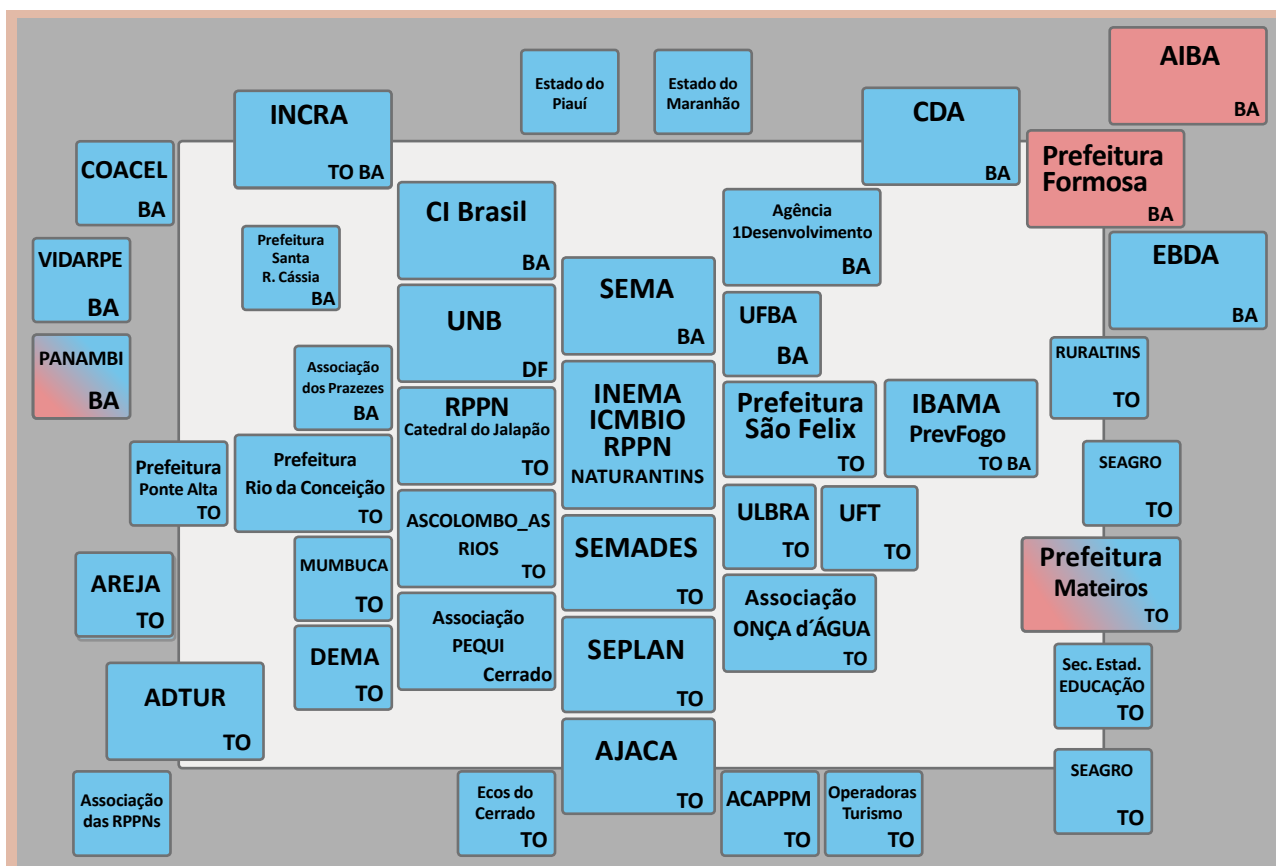 Estado do
Piauí
Estado do
Maranhão
AIBA
BA
INCRA
TO BA
CDA
BA
Prefeitura
Formosa
BA
COACEL
BA
CI Brasil
BA
Agência
1Desenvolvimento
BA
Prefeitura
Santa
R. Cássia
BA
VIDARPE
BA
SEMA
BA
EBDA
BA
UNB
DF
UFBA
BA
PANAMBI
BA
Associação
dos Prazezes
BA
RURALTINS
TO
INEMA
ICMBIO
RPPN
NATURANTINS
RPPN
Catedral do Jalapão
TO
Prefeitura
São Felix
TO
IBAMA
PrevFogo
TO BA
Prefeitura
Ponte Alta
TO
Prefeitura
Rio da Conceição
TO
SEAGRO
TO
ASCOLOMBO_AS
RIOS
TO
ULBRA
TO
UFT
TO
SEMADES
TO
MUMBUCA
TO
Prefeitura
Mateiros
TO
AREJA
TO
Associação
PEQUI
Cerrado
Associação
ONÇA d´ÁGUA
TO
DEMA
TO
SEPLAN
TO
Sec. Estad.
EDUCAÇÃO
TO
ADTUR
TO
AJACA
TO
SEAGRO
TO
Associação
das RPPNs
Ecos do
Cerrado
TO
ACAPPM
TO
Operadoras
Turismo
TO